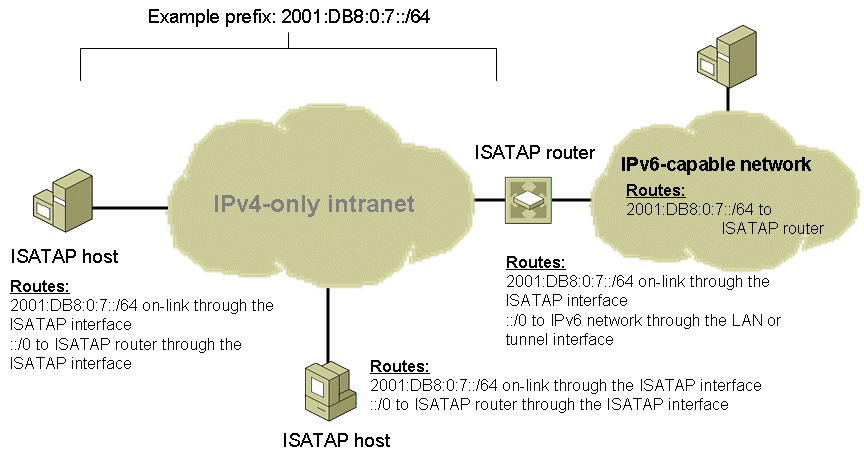 Example prefix: 2001:DB8:0:7::/64
ISATAP router
IPv6-capable network
Routes:
2001:DB8:0:7::/64 to
ISATAP router
IPv4-only intranet
ISATAP host
Routes:
2001:DB8:0:7::/64 on-link through the
ISATAP interface
::/0 to ISATAP router through the
ISATAP interface
Routes:
2001:DB8:0:7::/64 on-link through the
ISATAP interface
::/0 to IPv6 network through the LAN or
tunnel interface
Routes:
2001:DB8:0:7::/64 on-link through the ISATAP interface
::/0 to ISATAP router through the ISATAP interface
ISATAP host